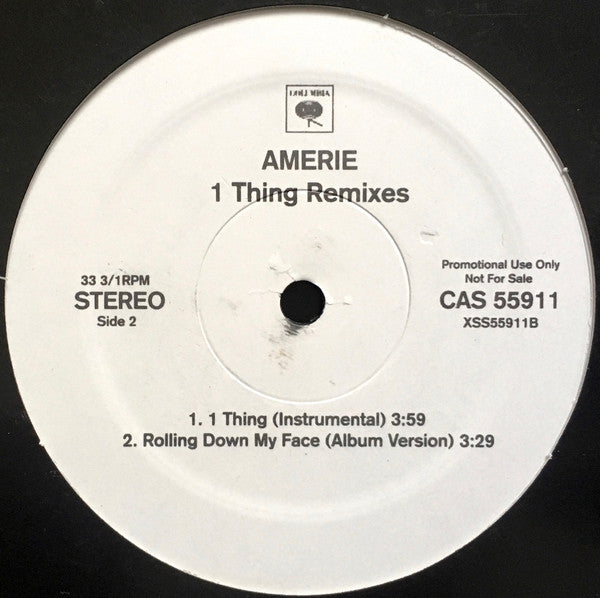 COLUMBIA
AMERIE
1 Thing Remixes
33 3/1RPM
STEREO
Side 2
Promotional Use Only
Not For Sale
CAS 55911
XSS55911B
1. 1 Thing (Instrumental) 3:59
2. Rolling Down My Face (Album Version) 3:29